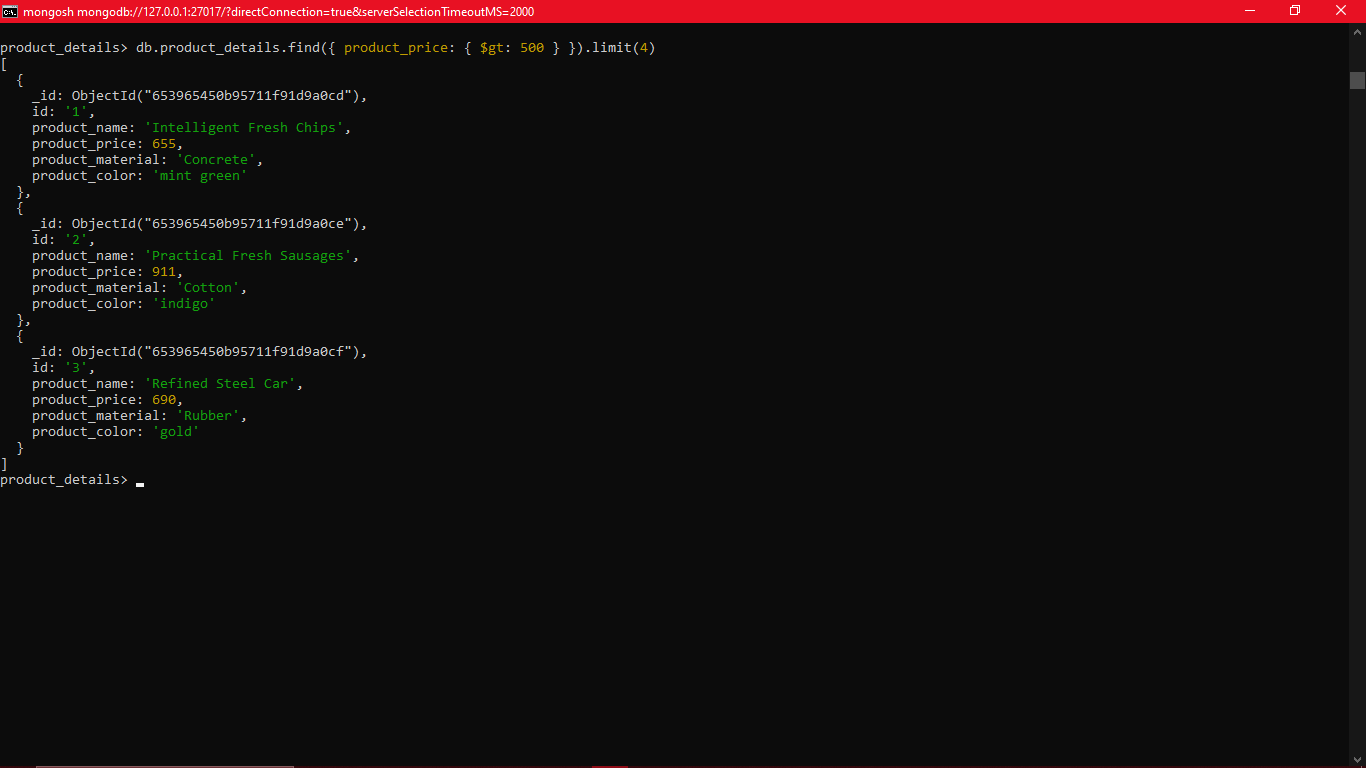 mongosh mongodb://127.0.0.1:27017/?directConnection=true&serverSelectionTimeoutMS=2000
product_details> db.product_details.find({ product_price: { $gt: 500 } }).limit(4)
[
  {
    _id: ObjectId("653965450b95711f91d9a0cd"),
    id: '1',
    product_name: 'Intelligent Fresh Chips',
    product_price: 655,
    product_material: 'Concrete',
    product_color: 'mint green'
  },
  {
    _id: ObjectId("653965450b95711f91d9a0ce"),
    id: '2',
    product_name: 'Practical Fresh Sausages',
    product_price: 911,
    product_material: 'Cotton',
    product_color: 'indigo'
  },
  {
    _id: ObjectId("653965450b95711f91d9a0cf"),
    id: '3',
    product_name: 'Refined Steel Car',
    product_price: 690,
    product_material: 'Rubber',
    product_color: 'gold'
  }
]
product_details>